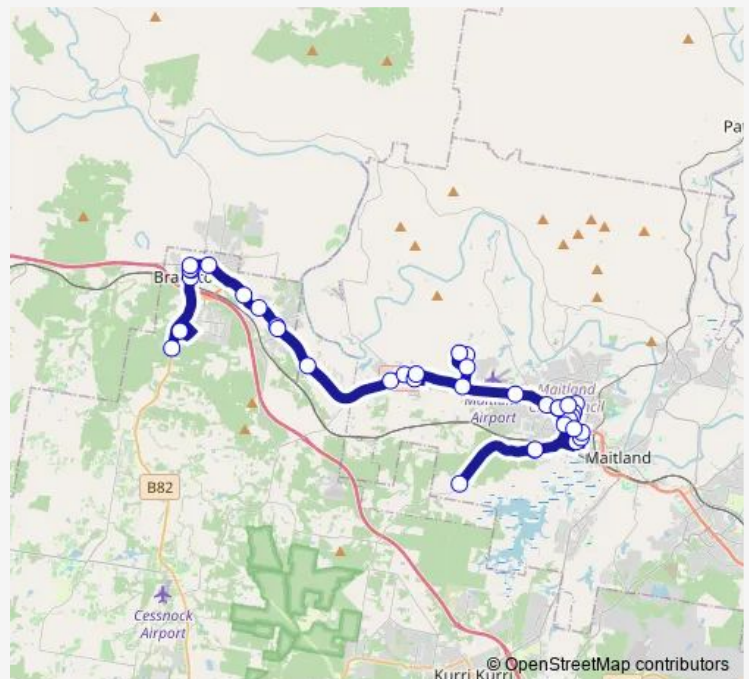 Pa
Bra
Maitland
Airport
Maitland
Council
Maitland
B82
Cessnock
Airport
Kurri Kurri
© OpenStreetMap contributors